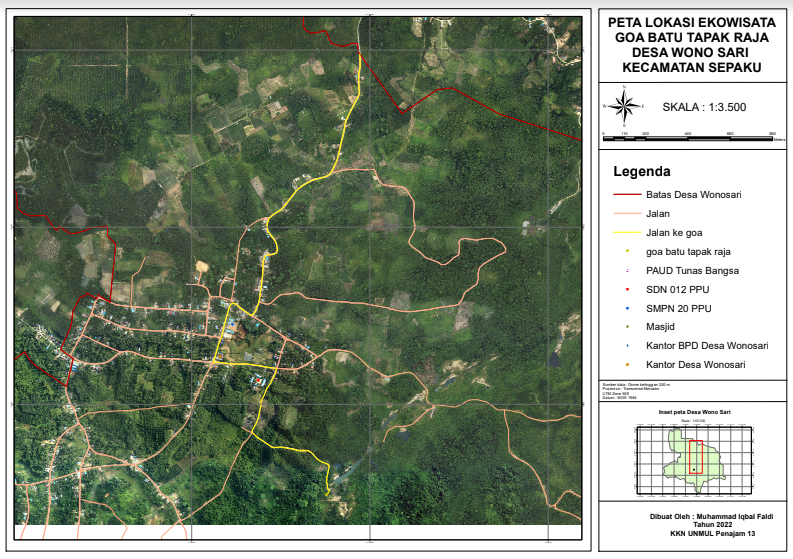 PETA LOKASI EKOWISATA
GOA BATU TAPAK RAJA
DESA WONO SARI
KECAMATAN SEPAKU
N
W
E
S
SKALA : 1:3.500
0 110 220 440 660 880
Meters
Legenda
Batas Desa Wonosari
Jalan
Jalan ke goa
goa batu tapak raja
PAUD Tunas Bangsa
SDN 012 PPU
SMPN 20 PPU
Masjid
Kantor BPD Desa Wonosari
Kantor Desa Wonosari
Sumber data : Drone ketinggian 200 m
Projection : Transverse Mercator
Datum : WGS 1984
Inset peta Desa Wono Sari
Dibuat Oleh : Muhammad Iqbal Faldi
Tahun 2022
KKN UNMUL Penajam 13